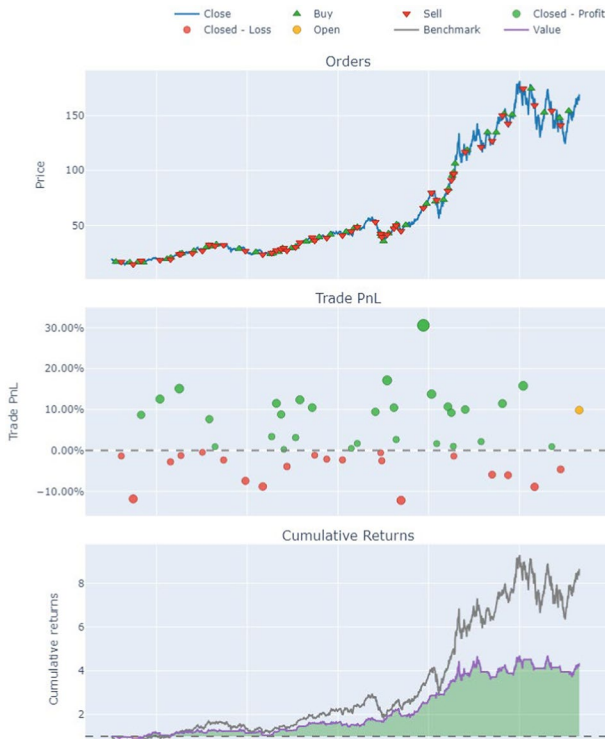 Close Buy Sell Closed - Profit
Closed - Loss Open Benchmark Value
Orders
150
100
50
Price
Trade PnL
30.00%
20.00%
10.00%
0.00%
−10.00%
Trade PnL
Cumulative Returns
8
6
4
2
Cumulative returns